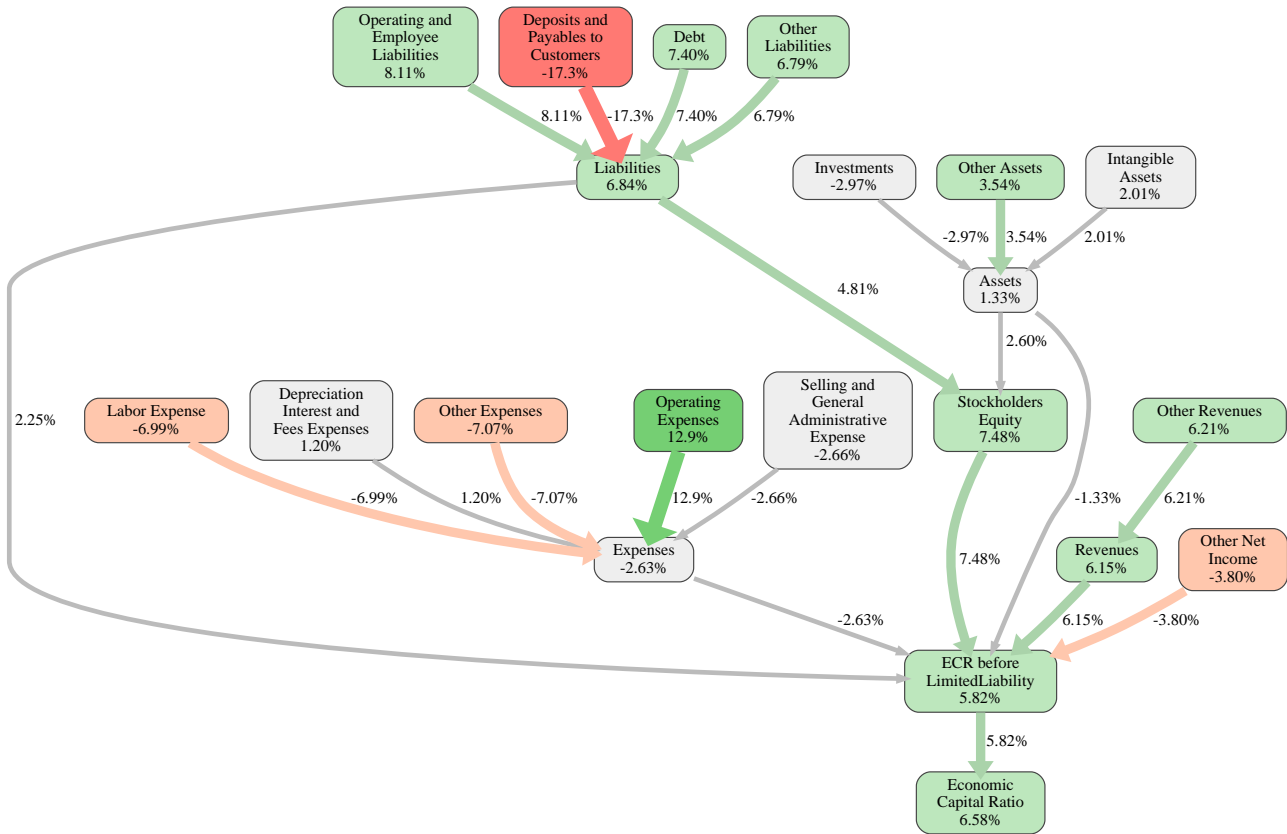 Operating and
Employee
Liabilities
8.11%
Deposits and
Payables to
Customers
-17.3%
Debt
7.40%
Other
Liabilities
6.79%
8.11%
-17.3%
7.40%
6.79%
Liabilities
6.84%
Investments
-2.97%
Other Assets
3.54%
Intangible
Assets
2.01%
-2.97%
3.54%
2.01%
Assets
1.33%
4.81%
2.60%
2.25%
Labor Expense
-6.99%
Depreciation
Interest and
Fees Expenses
1.20%
Other Expenses
-7.07%
Operating
Expenses
12.9%
Selling and
General
Administrative
Expense
-2.66%
Stockholders
Equity
7.48%
Other Revenues
6.21%
-6.99%
1.20%
-7.07%
12.9%
-2.66%
-1.33%
6.21%
Expenses
-2.63%
7.48%
Revenues
6.15%
Other Net
Income
-3.80%
-2.63%
6.15%
-3.80%
ECR before
LimitedLiability
5.82%
5.82%
Economic
Capital Ratio
6.58%